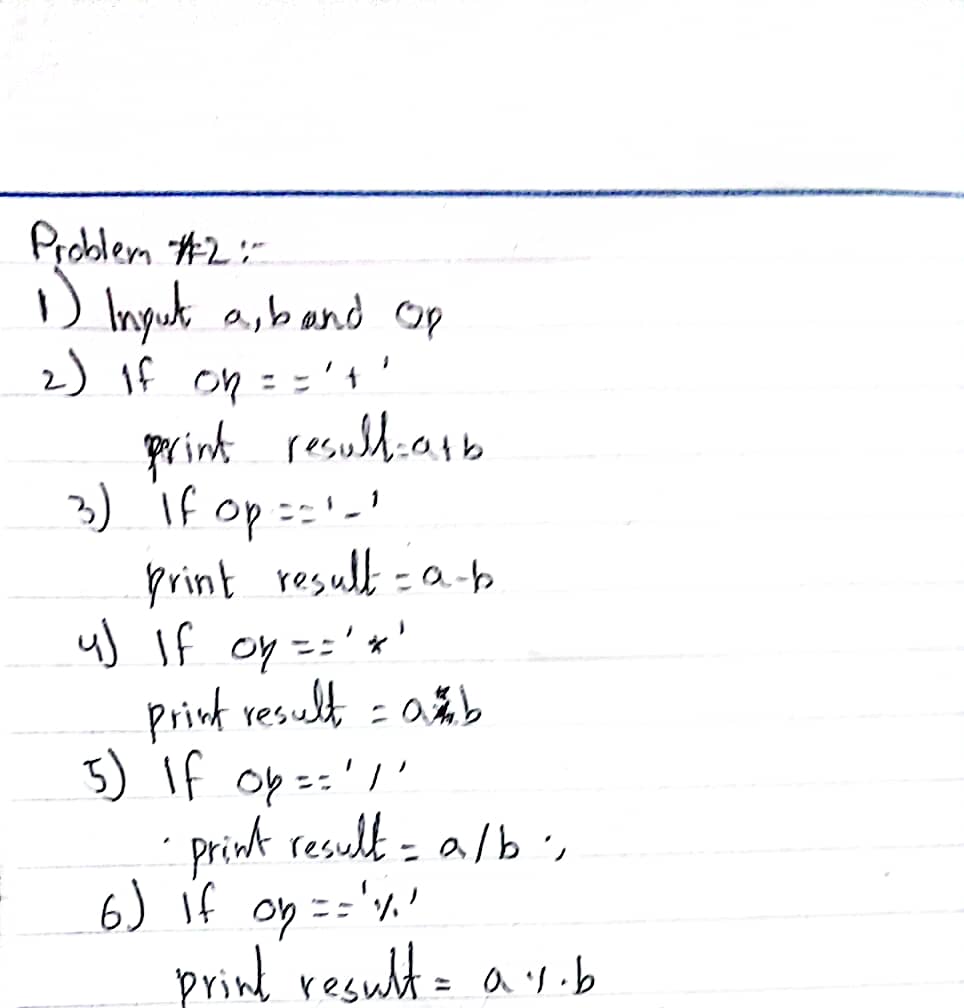 Problem #2 :-
1) Input a, b and op
2) If op == '+'
print result = a+b
3) If op == '-'
print result = a-b
4) If op == '*'
print result = a*b
5) If op == '/'
print result = a/b ;
6) If op == '%'
print result = a % b